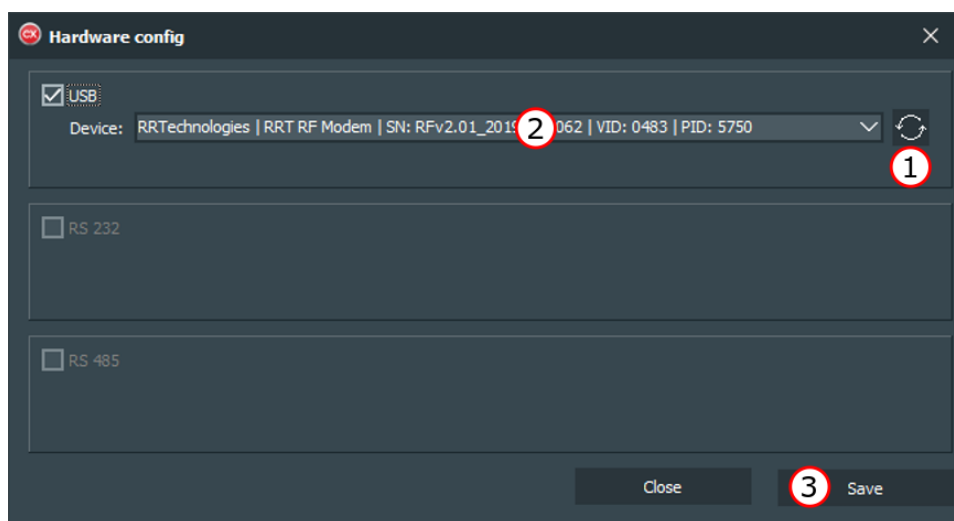 CX Hardware config
USB
Device: RRTechnologies | RRT RF Modem | SN: RFv2.01_2019 2 062 | VID: 0483 | PID: 5750
1
RS 232
RS 485
Close 3 Save